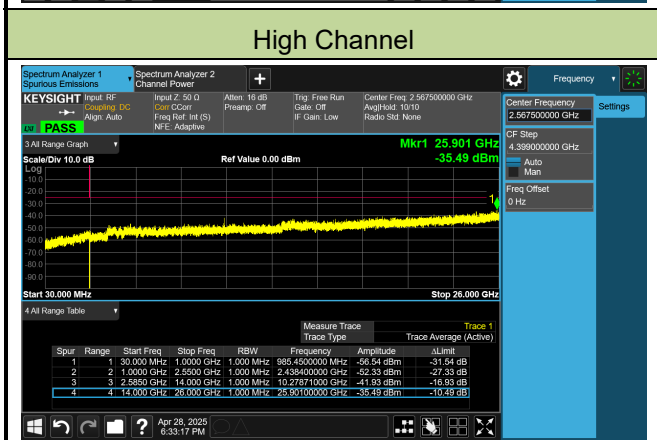 High Channel
Spectrum Analyzer 1
Spurious Emissions
Spectrum Analyzer 2
Channel Power
Frequency
KEYSIGHT
Input: RF
Coupling: DC
Align: Auto
Input Z: 50 Ω
Corr CCorr
Freq Ref: Int (S)
NFE: Adaptive
Atten: 16 dB
Preamp: Off
Trig: Free Run
Gate: Off
IF Gain: Low
Center Freq: 2.567500000 GHz
Avg|Hold: 10/10
Radio Std: None
PASS
Center Frequency
2.567500000 GHz
Settings
CF Step
4.399000000 GHz
Auto
Man
Freq Offset
0 Hz
3 All Range Graph
Mkr1 25.901 GHz
Scale/Div 10.0 dB
Ref Value 0.00 dBm
-35.49 dBm
Log
-10.0
-20.0
-30.0
-40.0
-50.0
-60.0
-70.0
-80.0
-90.0
1
Start 30.000 MHz
Stop 26.000 GHz
4 All Range Table
Measure Trace Trace 1
Trace Type Trace Average (Active)
Spur Range Start Freq Stop Freq RBW Frequency Amplitude ΔLimit
1 1 30.000 MHz 1.0000 GHz 1.000 MHz 985.4500000 MHz -56.54 dBm -31.54 dB
2 2 1.0000 GHz 2.5500 GHz 1.000 MHz 2.438400000 GHz -52.33 dBm -27.33 dB
3 3 2.5850 GHz 14.000 GHz 1.000 MHz 10.27871000 GHz -41.93 dBm -16.93 dB
4 4 14.000 GHz 26.000 GHz 1.000 MHz 25.90100000 GHz -35.49 dBm -10.49 dB
Apr 28, 2025
6:33:17 PM